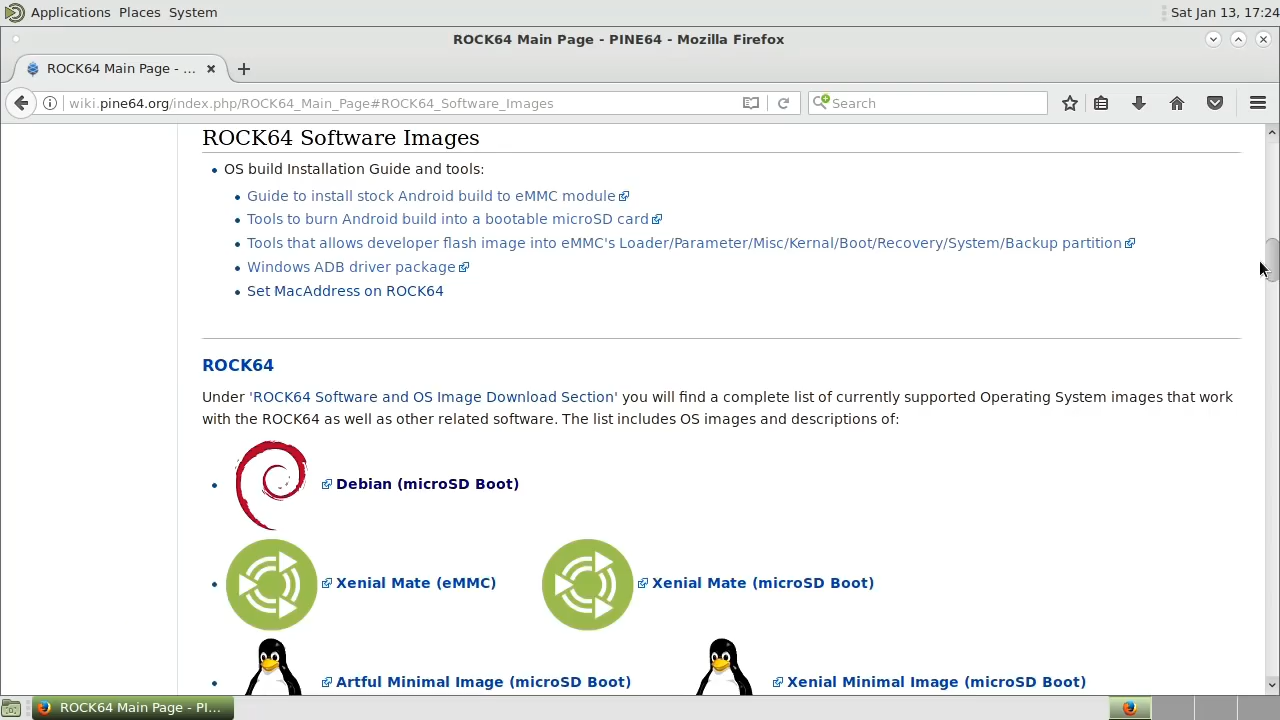 Applications Places System
Sat Jan 13, 17:24
ROCK64 Main Page - PINE64 - Mozilla Firefox
ROCK64 Main Page - ...
wiki.pine64.org/index.php/ROCK64_Main_Page#ROCK64_Software_Images
Search
ROCK64 Software Images
OS build Installation Guide and tools:
Guide to install stock Android build to eMMC module
Tools to burn Android build into a bootable microSD card
Tools that allows developer flash image into eMMC's Loader/Parameter/Misc/Kernal/Boot/Recovery/System/Backup partition
Windows ADB driver package
Set MacAddress on ROCK64
ROCK64
Under 'ROCK64 Software and OS Image Download Section' you will find a complete list of currently supported Operating System images that work
with the ROCK64 as well as other related software. The list includes OS images and descriptions of:
Debian (microSD Boot)
Xenial Mate (eMMC) Xenial Mate (microSD Boot)
Artful Minimal Image (microSD Boot) Xenial Minimal Image (microSD Boot)
ROCK64 Main Page - PI...